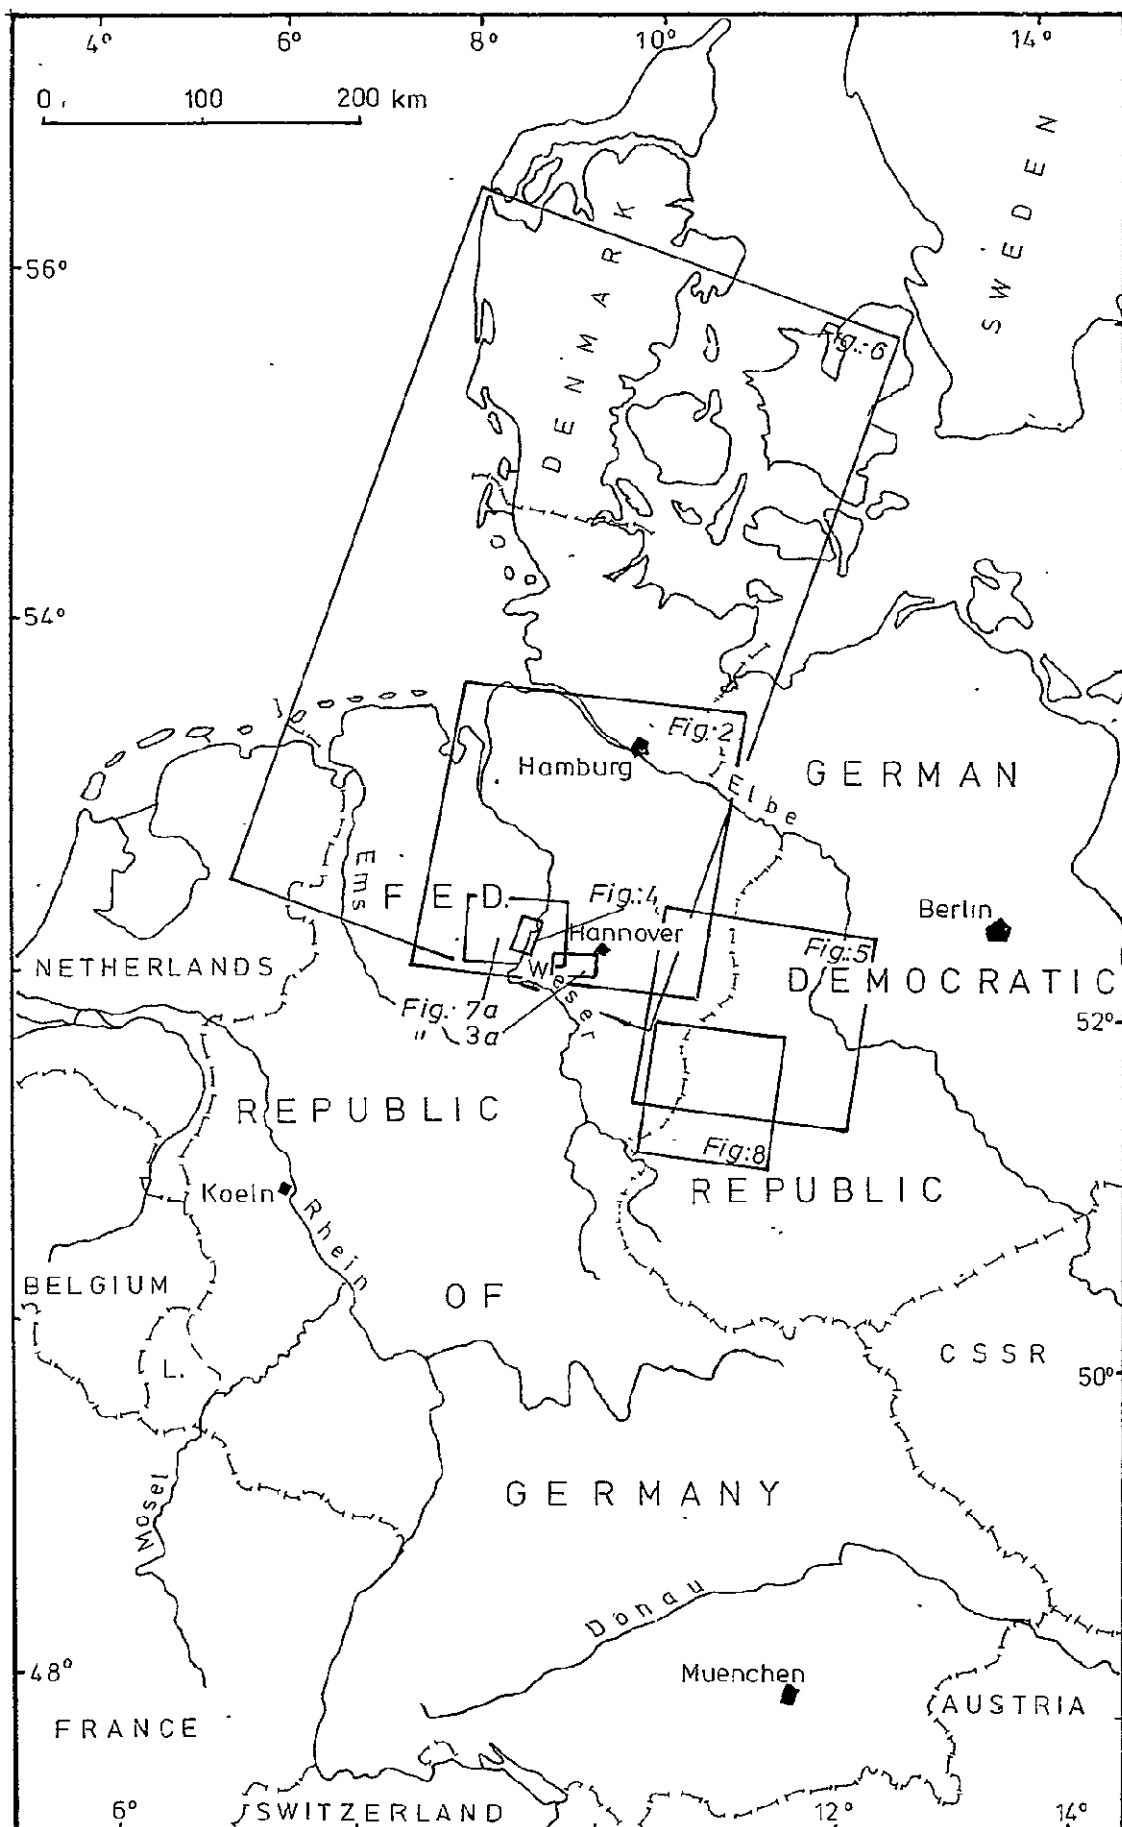 4° 6° 8° 10° 14°
0 100 200 km
SWEDEN
DENMARK
56°
Fig.:6
54°
Fig.:2
Hamburg
GERMAN
Elbe
Ems
FED.
Fig.:4
Berlin
Hannover
Fig.:5
NETHERLANDS
Weser
DEMOCRATIC
Fig.: 7a
" 3a
52°
REPUBLIC
Fig.:8
Koeln
REPUBLIC
Rhein
BELGIUM
OF
CSSR
L.
50°
GERMANY
Mosel
Donau
48°
Muenchen
AUSTRIA
FRANCE
SWITZERLAND
6° 12° 14°